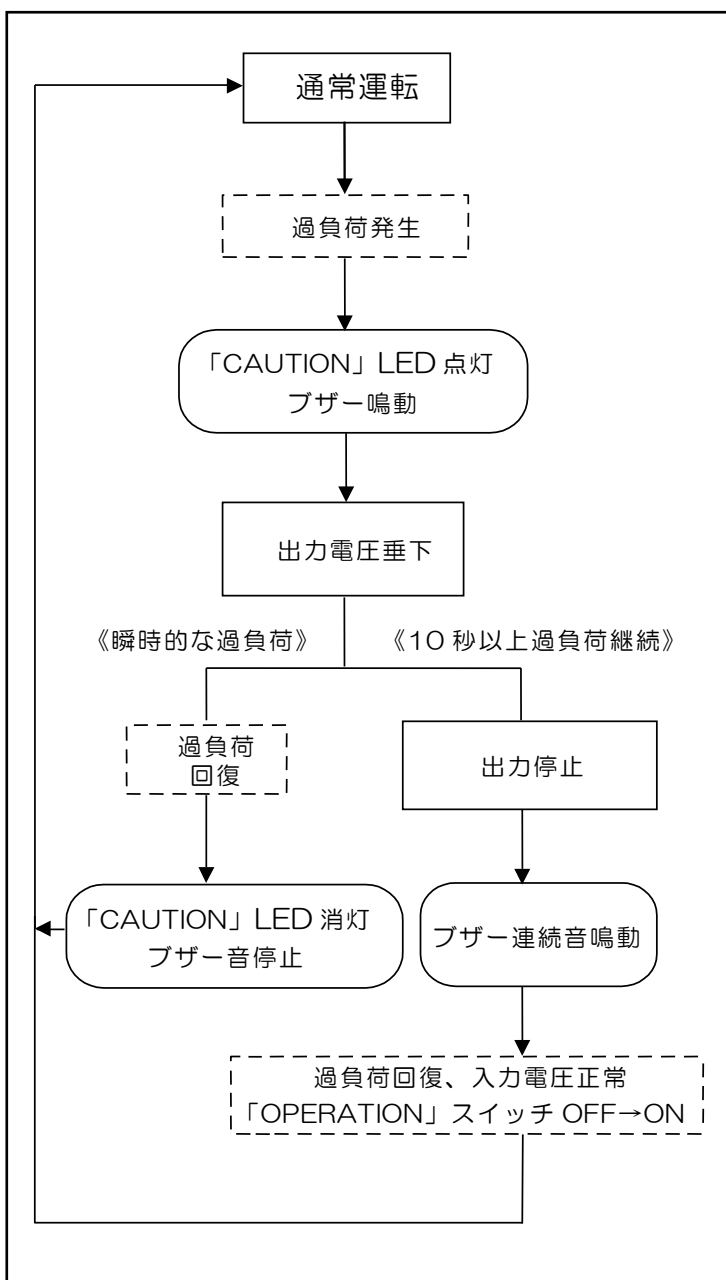 通常運転
過負荷発生
「CAUTION」LED 点灯
ブザー鳴動
出力電圧垂下
《瞬時的な過負荷》
《10 秒以上過負荷継続》
過負荷
回復
出力停止
「CAUTION」LED 消灯
ブザー音停止
ブザー連続音鳴動
過負荷回復、入力電圧正常
「OPERATION」スイッチ OFF→ON